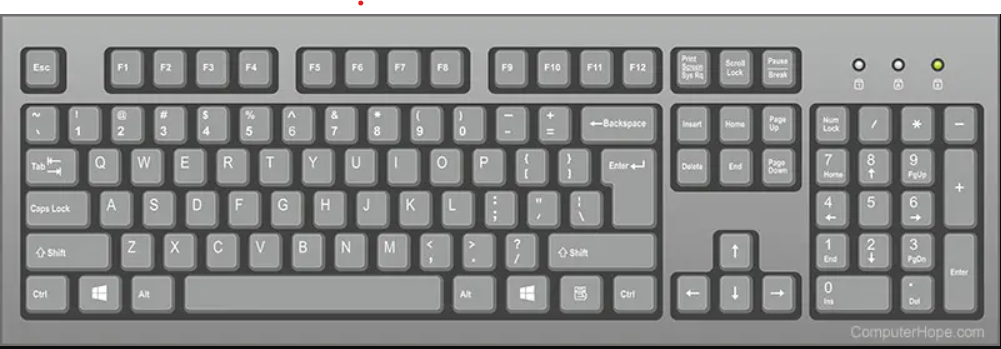 Esc F1 F2 F3 F4 F5 F6 F7 F8 F9 F10 F11 F12 Print Screen Sys Rq Scroll Lock Pause Break
~ ! @ # $ % ^ & * ( ) — +
\ 1 2 3 4 5 6 7 8 9 0 - = ←Backspace Insert Home Page Up Num Lock / * −
Tab Q W E R T Y U I O P { [ } ] Enter Delete End Page Down 7 Home 8 ↑ 9 PgUp +
Caps Lock A S D F G H J K L : ; " ' | \ 4 ← 5 6 →
⇧ Shift Z X C V B N M < , > . ? / ⇧ Shift ↑ 1 End 2 ↓ 3 PgDn Enter
Ctrl Alt Alt Ctrl ← ↓ → 0 Ins . Del
ComputerHope.com